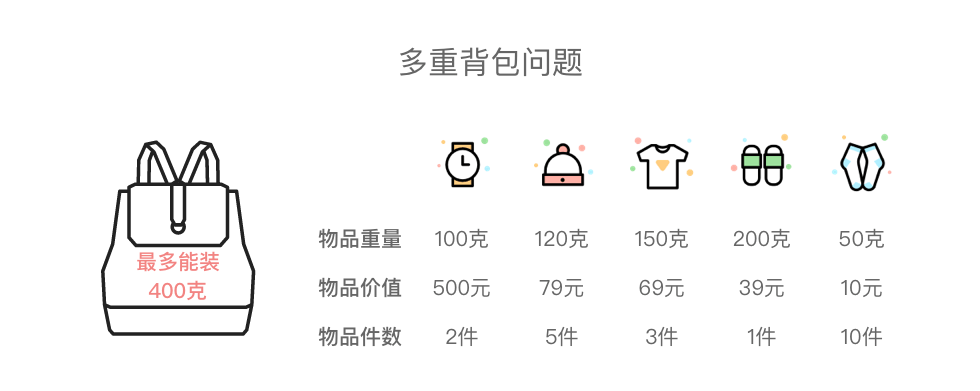 多重背包问题
最多能装
400克
物品重量 100克 120克 150克 200克 50克
物品价值 500元 79元 69元 39元 10元
物品件数 2件 5件 3件 1件 10件